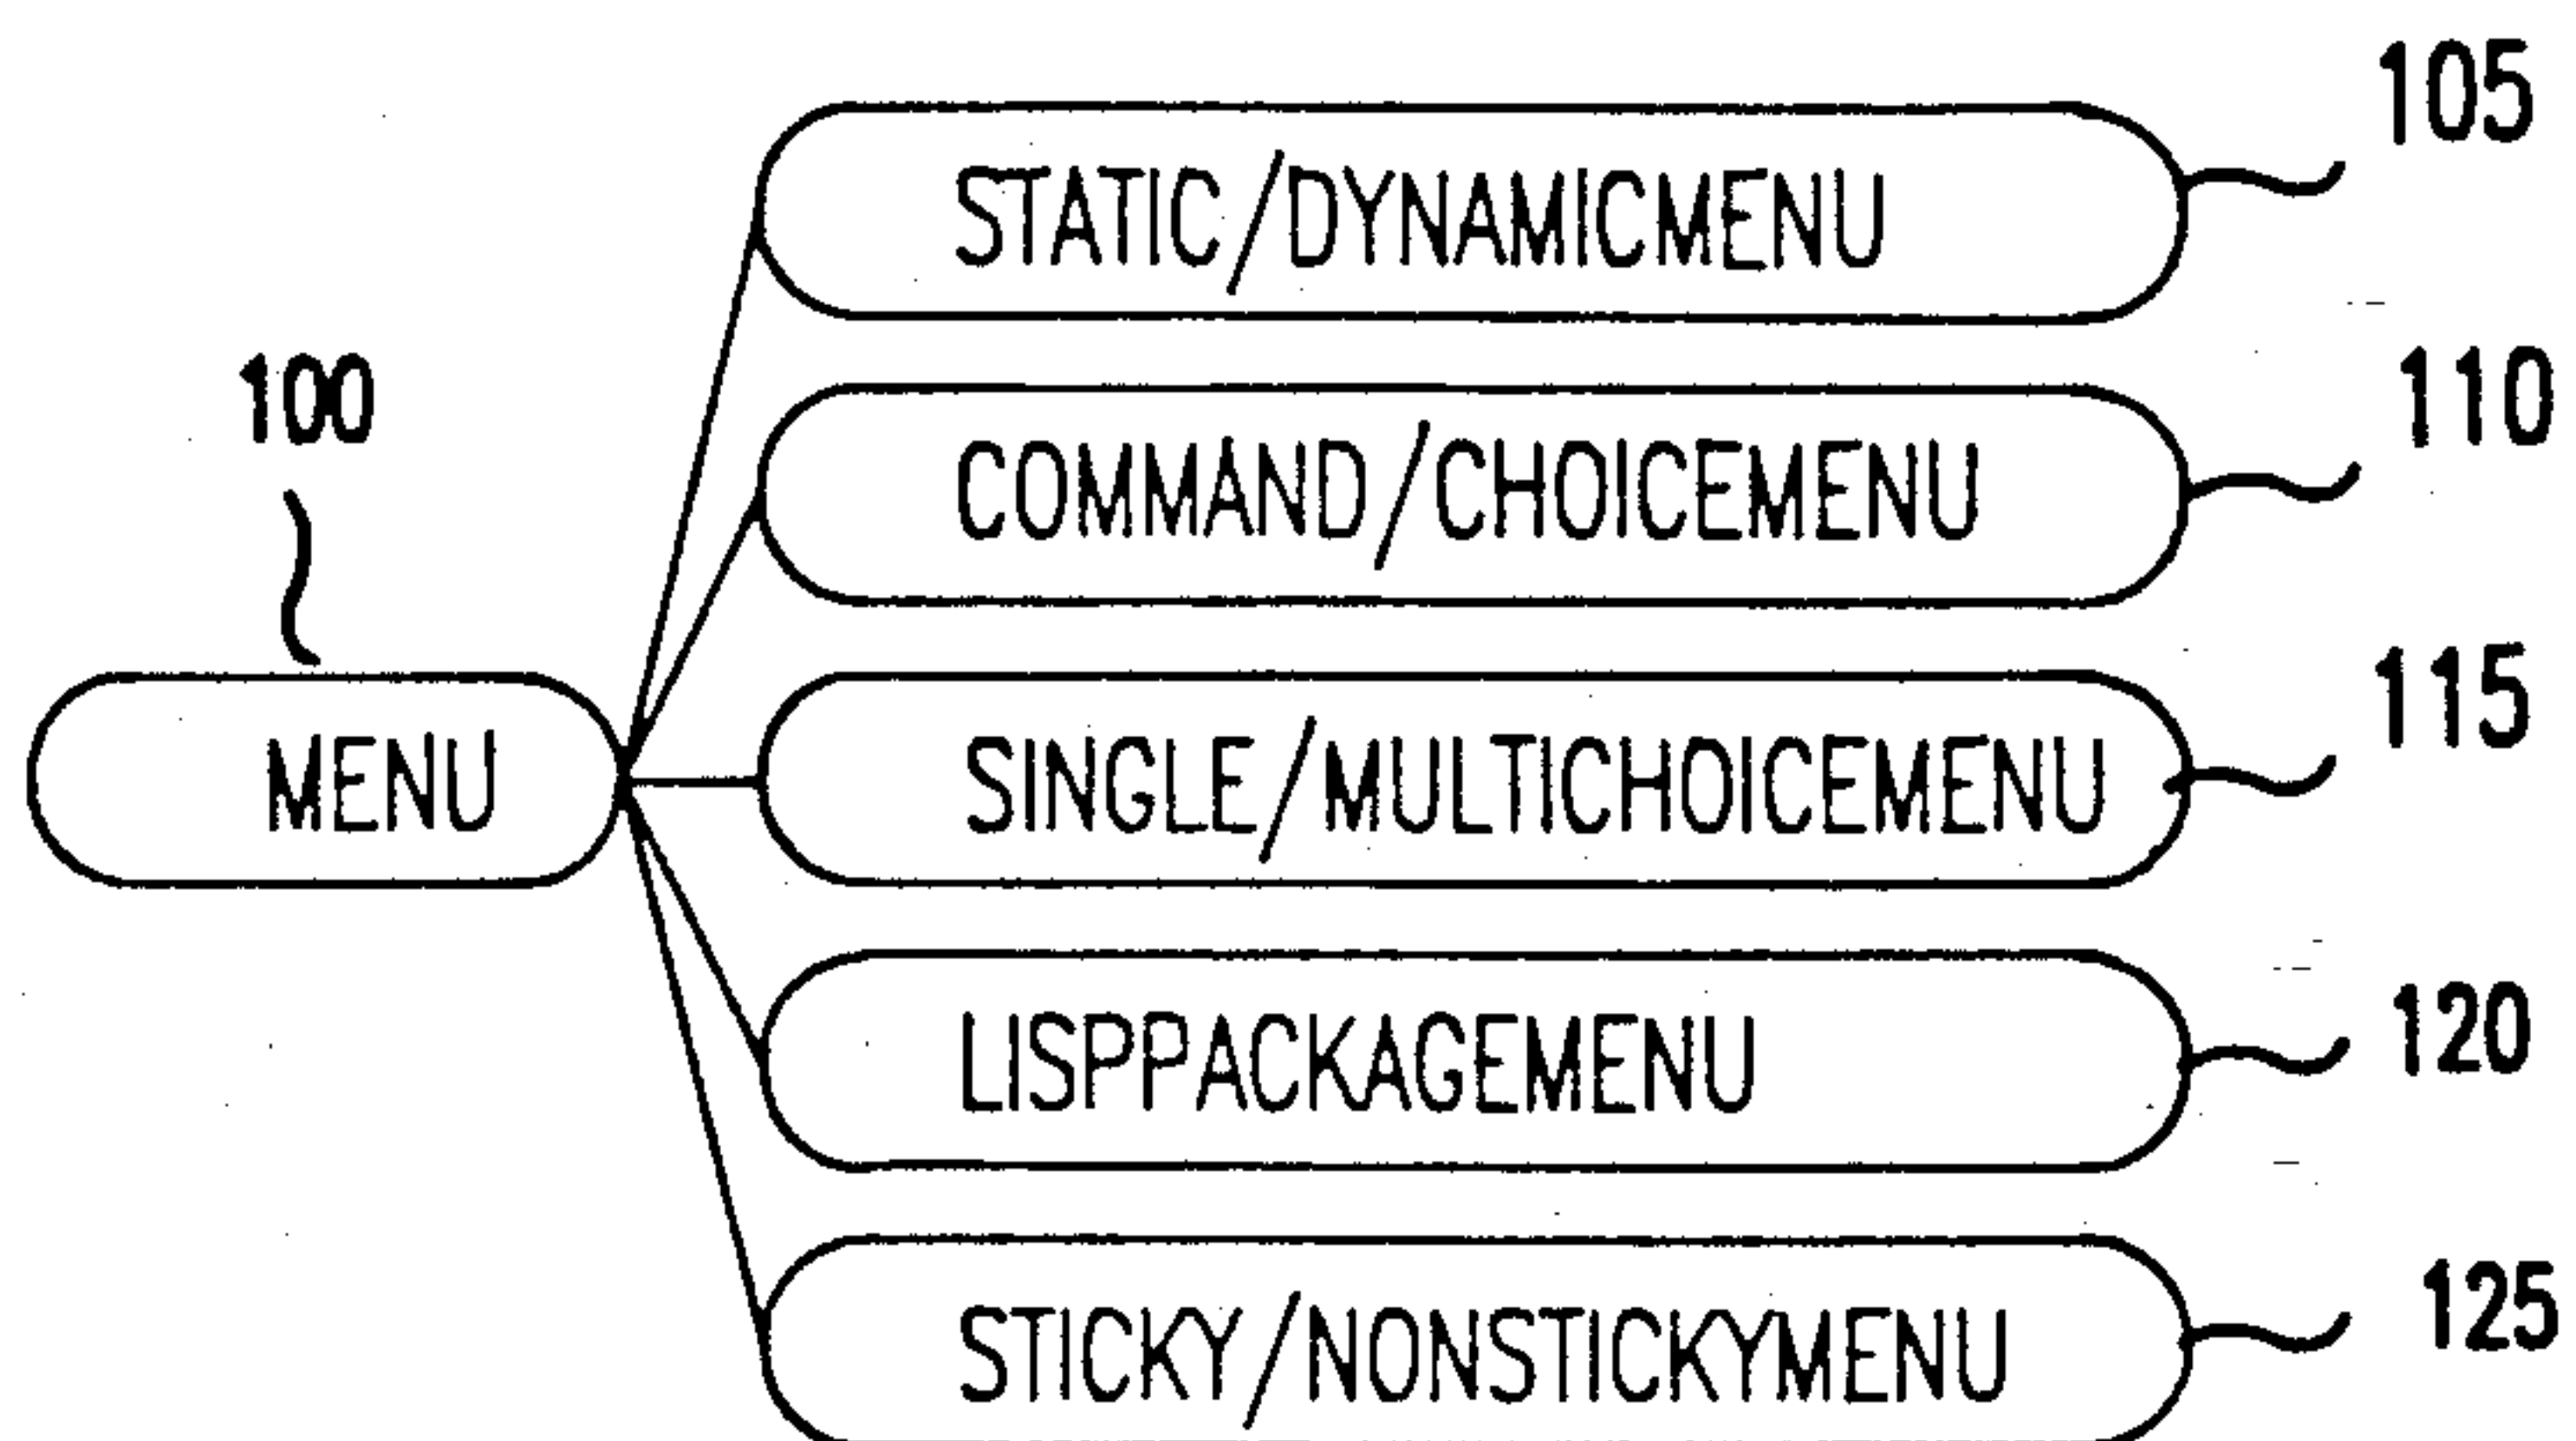 105
STATIC/DYNAMICMENU
110
100
COMMAND/CHOICEMENU
115
MENU
SINGLE/MULTICHOICEMENU
120
LISPPACKAGEMENU
125
STICKY/NONSTICKYMENU